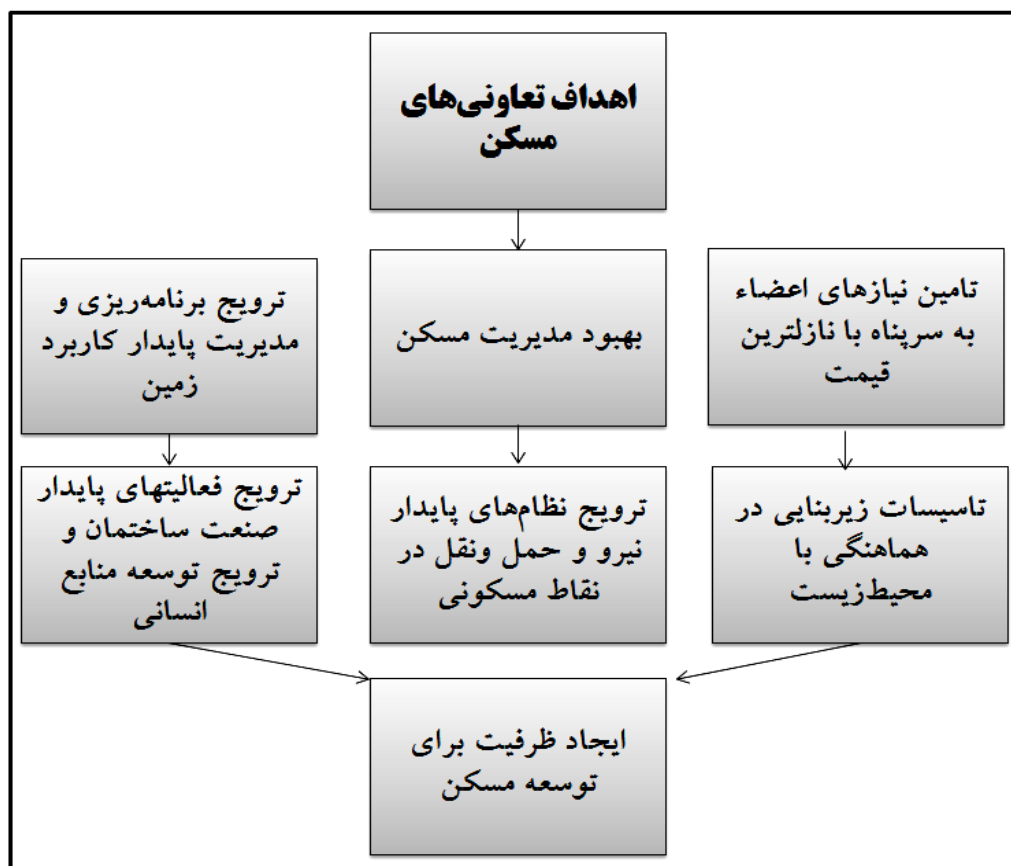 اهداف تعاونی‌های
مسکن
تامین نیازهای اعضاء
به سرپناه با نازلترین
قیمت
بهبود مدیریت مسکن
ترویج برنامه‌ریزی و
مدیریت پایدار کاربرد
زمین
تاسیسات زیربنایی در
هماهنگی با
محیط‌زیست
ترویج نظام‌های پایدار
نیرو و حمل ونقل در
نقاط مسکونی
ترویج فعالیتهای پایدار
صنعت ساختمان و
ترویج توسعه منابع
انسانی
ایجاد ظرفیت برای
توسعه مسکن